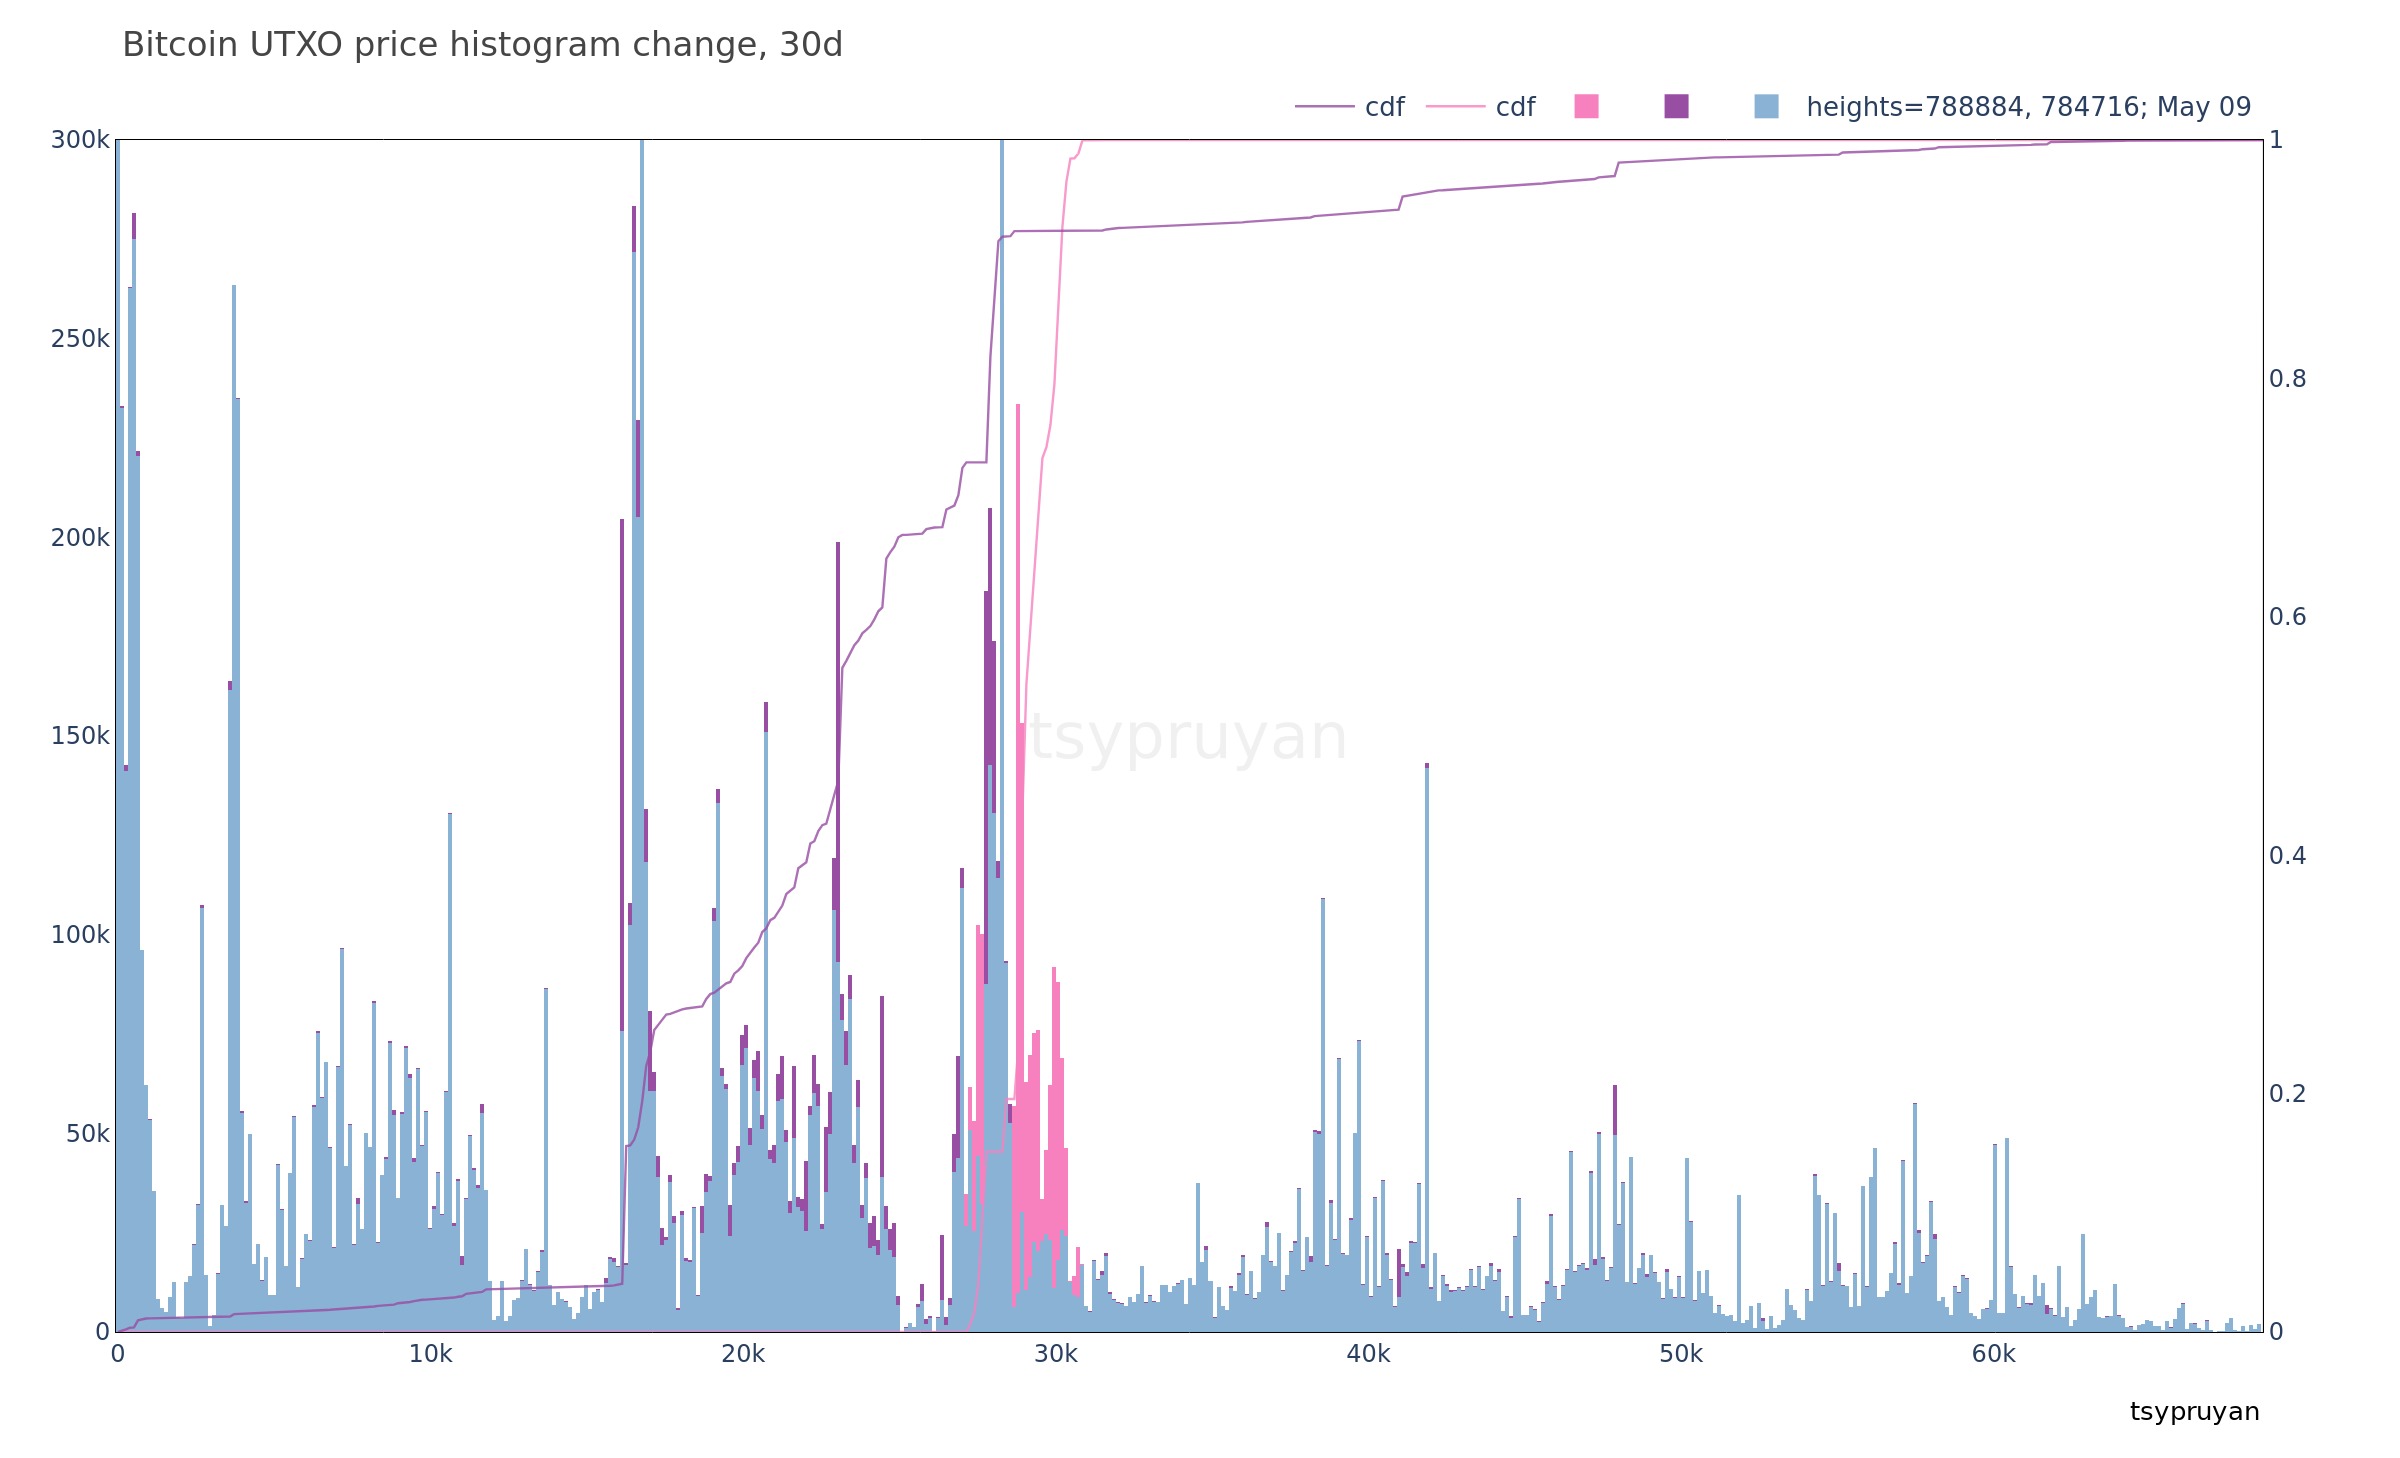 Bitcoin UTXO price histogram change, 30d
cdf cdf heights=788884, 784716; May 09
300k
250k
200k
150k
100k
50k
0
1
0.8
0.6
0.4
0.2
0
tsypruyan
0 10k 20k 30k 40k 50k 60k
tsypruyan